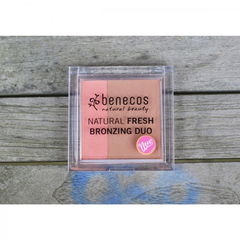 benecos
natural beauty
NATURAL FRESH
BRONZING DUO